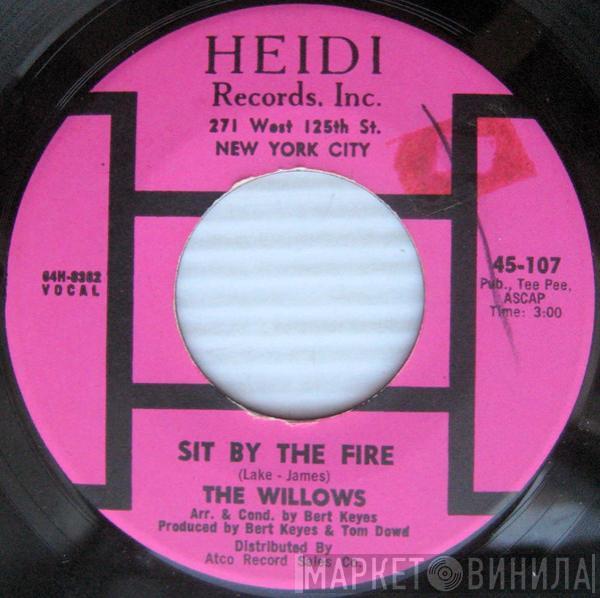 HEIDI
Records, Inc.
271 West 125th St.
NEW YORK CITY
64H-8362
VOCAL
45-107
Pub., Tee Pee,
ASCAP
Time: 3:00
SIT BY THE FIRE
(Lake - James)
THE WILLOWS
Arr. & Cond. by Bert Keyes
Produced by Bert Keyes & Tom Dowd
Distributed By
Atco Record Sales Co.
МАРКЕТ ВИНИЛА